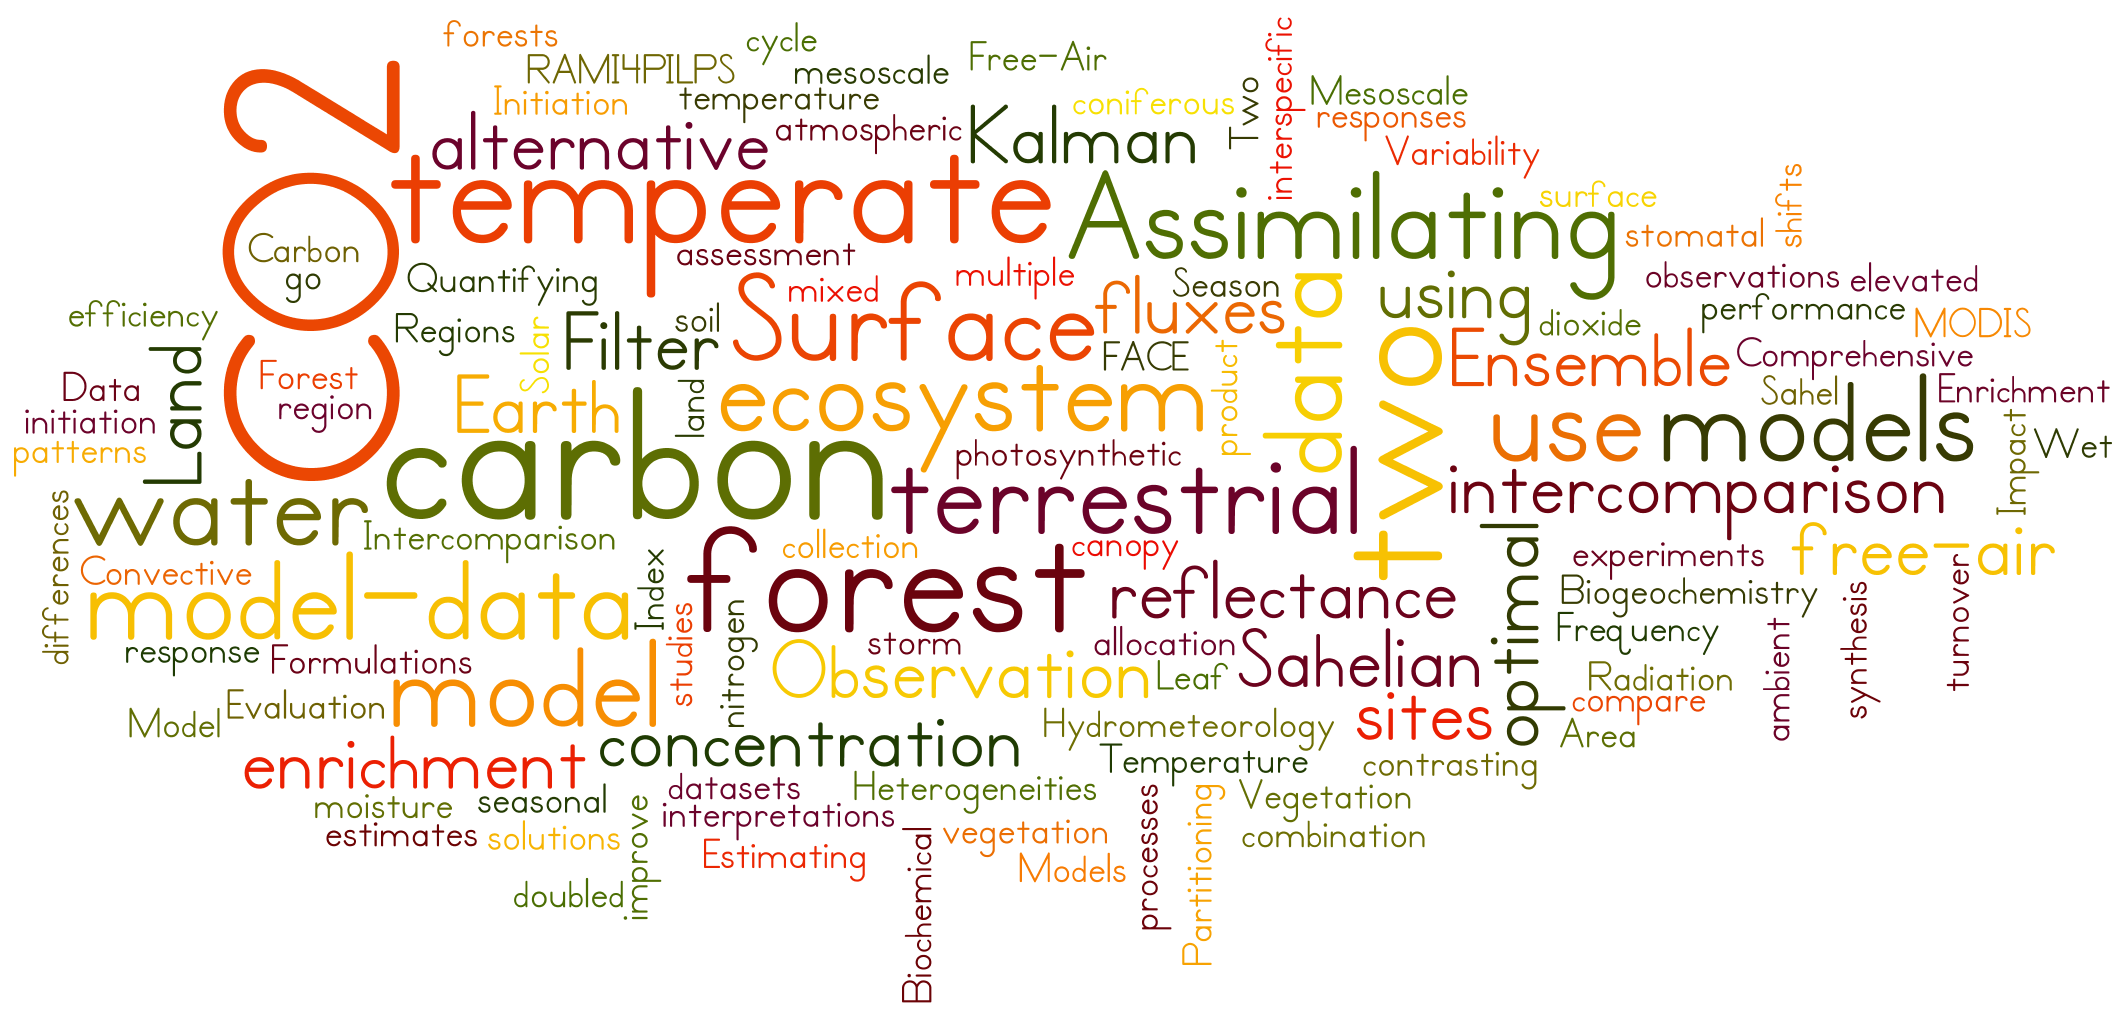 forests
cycle
Free-Air
interspecific
RAMI4PILPS
mesoscale
Two
Initiation
temperature
coniferous
Mesoscale
responses
CO2
alternative
atmospheric
Kalman
Variability
temperate
Assimilating
surface
shifts
stomatal
Carbon
go
assessment
Quantifying
mixed
multiple
Season
data
using
observations
elevated
efficiency
Regions
Solar
Filter
soil
Surface
fluxes
dioxide
performance
MODIS
Land
FACE
product
two
Ensemble
Comprehensive
Data
Forest
region
Earth
land
ecosystem
Sahel
Enrichment
initiation
use
models
Impact
Wet
patterns
carbon
photosynthetic
terrestrial
intercomparison
differences
water
Intercomparison
collection
canopy
optimal
experiments
free-air
Convective
Index
forest
reflectance
Biogeochemistry
synthesis
turnover
model-data
studies
nitrogen
Frequency
ambient
response
Formulations
storm
allocation
Sahelian
model
Observation
Leaf
Radiation
Model
Evaluation
Hydrometeorology
sites
compare
Area
enrichment
concentration
Temperature
contrasting
moisture
seasonal
improve
datasets
Heterogeneities
processes
Partitioning
Vegetation
interpretations
estimates
solutions
Biochemical
vegetation
combination
Estimating
Models
doubled